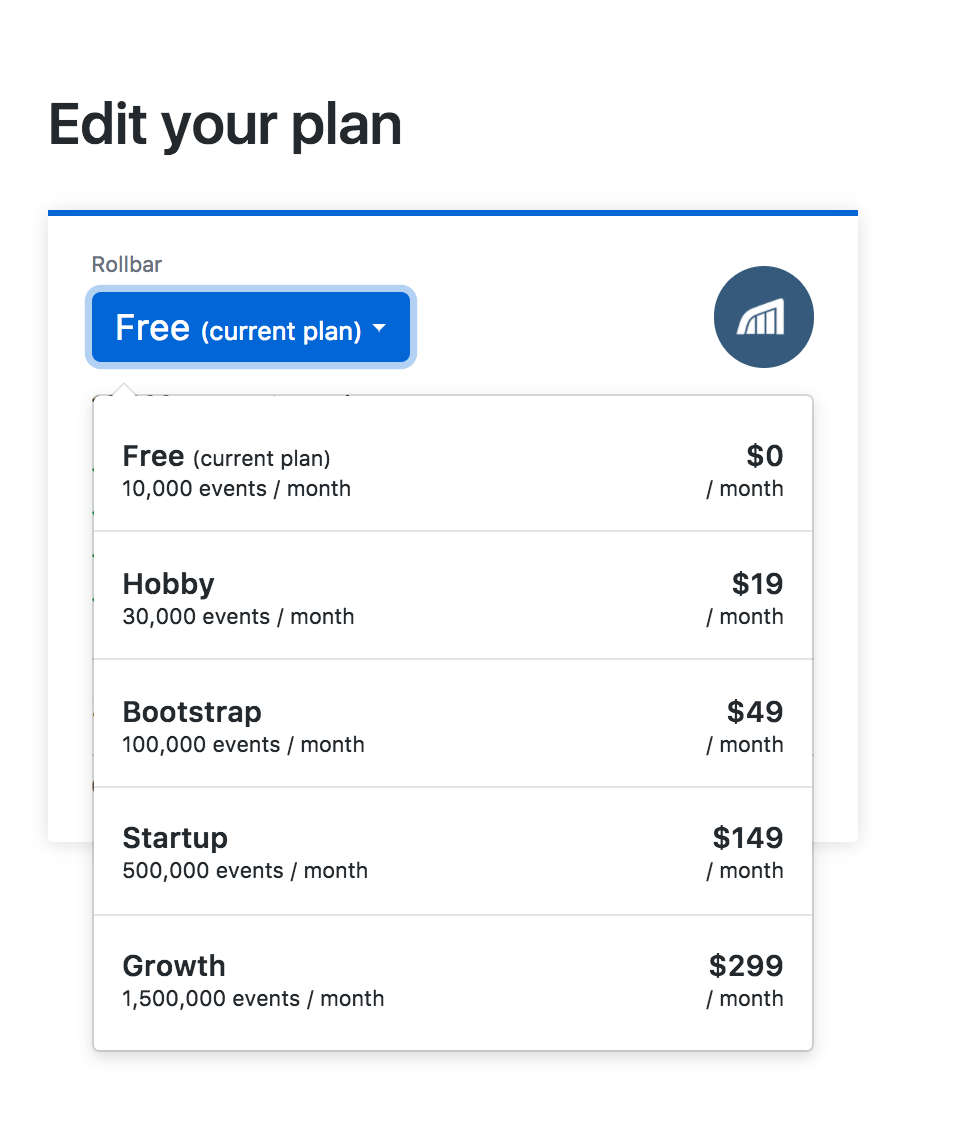 Edit your plan
Rollbar
Free (current plan)
Free (current plan) $0
10,000 events / month / month
Hobby $19
30,000 events / month / month
Bootstrap $49
100,000 events / month / month
Startup $149
500,000 events / month / month
Growth $299
1,500,000 events / month / month